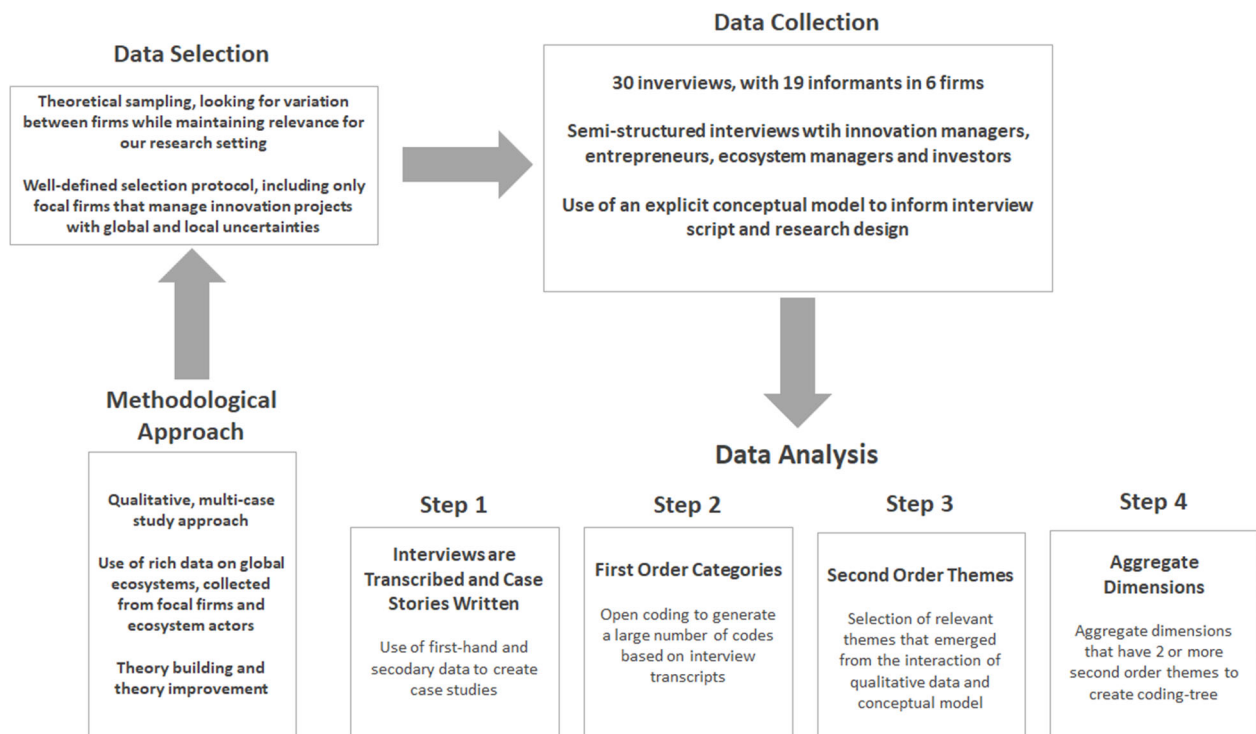 Data Selection
Theoretical sampling, looking for variation
between firms while maintaining relevance for
our research setting
Well-defined selection protocol, including only
focal firms that manage innovation projects
with global and local uncertainties
Data Collection
30 inverviews, with 19 informants in 6 firms
Semi-structured interviews wtih innovation managers,
entrepreneurs, ecosystem managers and investors
Use of an explicit conceptual model to inform interview
script and research design
Methodological
Approach
Qualitative, multi-case
study approach
Use of rich data on global
ecosystems, collected
from focal firms and
ecosystem actors
Theory building and
theory improvement
Data Analysis
Step 1
Interviews are
Transcribed and Case
Stories Written
Use of first-hand and
secodary data to create
case studies
Step 2
First Order Categories
Open coding to generate
a large number of codes
based on interview
transcripts
Step 3
Second Order Themes
Selection of relevant
themes that emerged
from the interaction of
qualitative data and
conceptual model
Step 4
Aggregate
Dimensions
Aggregate dimensions
that have 2 or more
second order themes to
create coding-tree